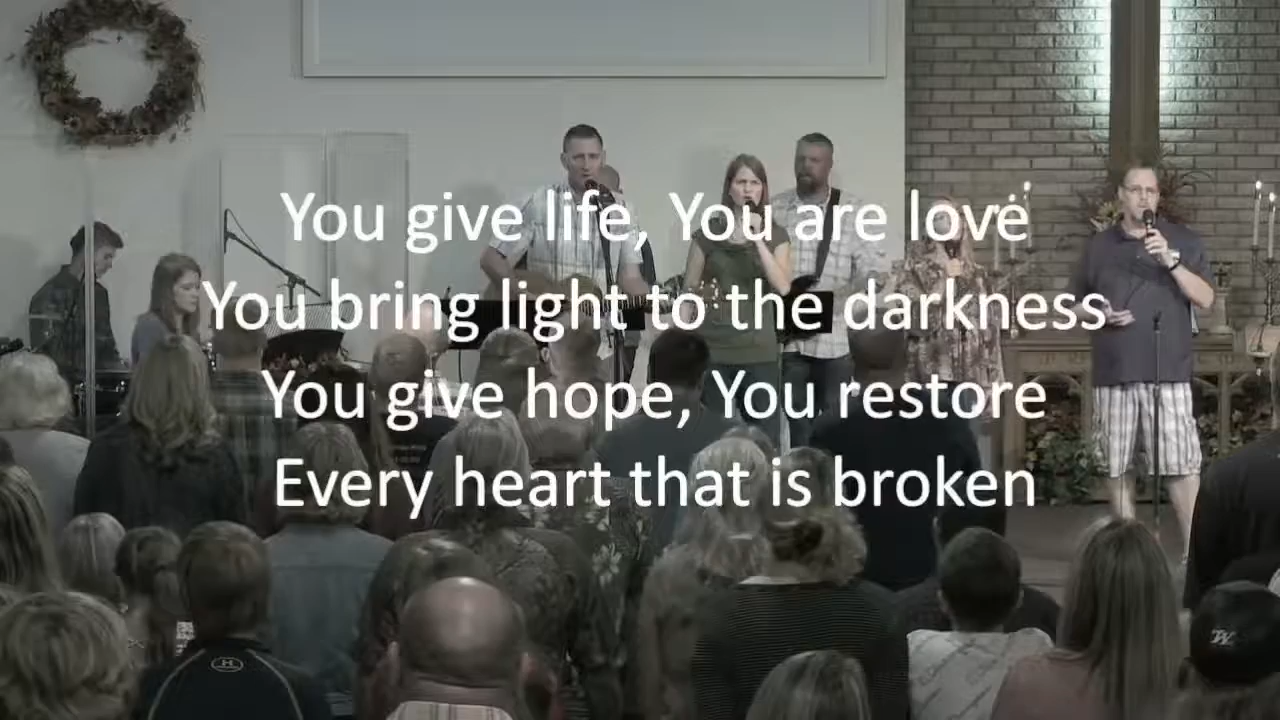 You give life, You are love
You bring light to the darkness
You give hope, You restore
Every heart that is broken